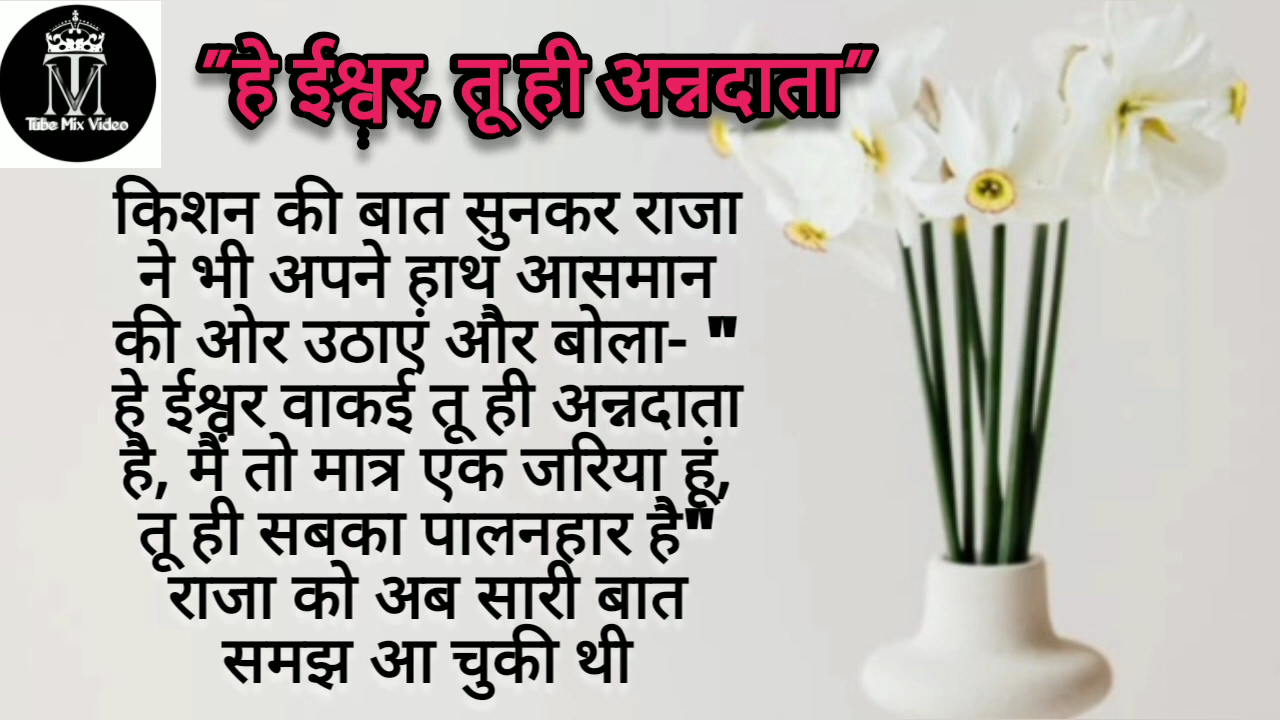 Tube Mix Video
"हे ईश्वर, तू ही अन्नदाता"
किशन की बात सुनकर राजा
ने भी अपने हाथ आसमान
की ओर उठाएं और बोला- "
हे ईश्वर वाकई तू ही अन्नदाता
है, मैं तो मात्र एक जरिया हूं,
तू ही सबका पालनहार है"
राजा को अब सारी बात
समझ आ चुकी थी